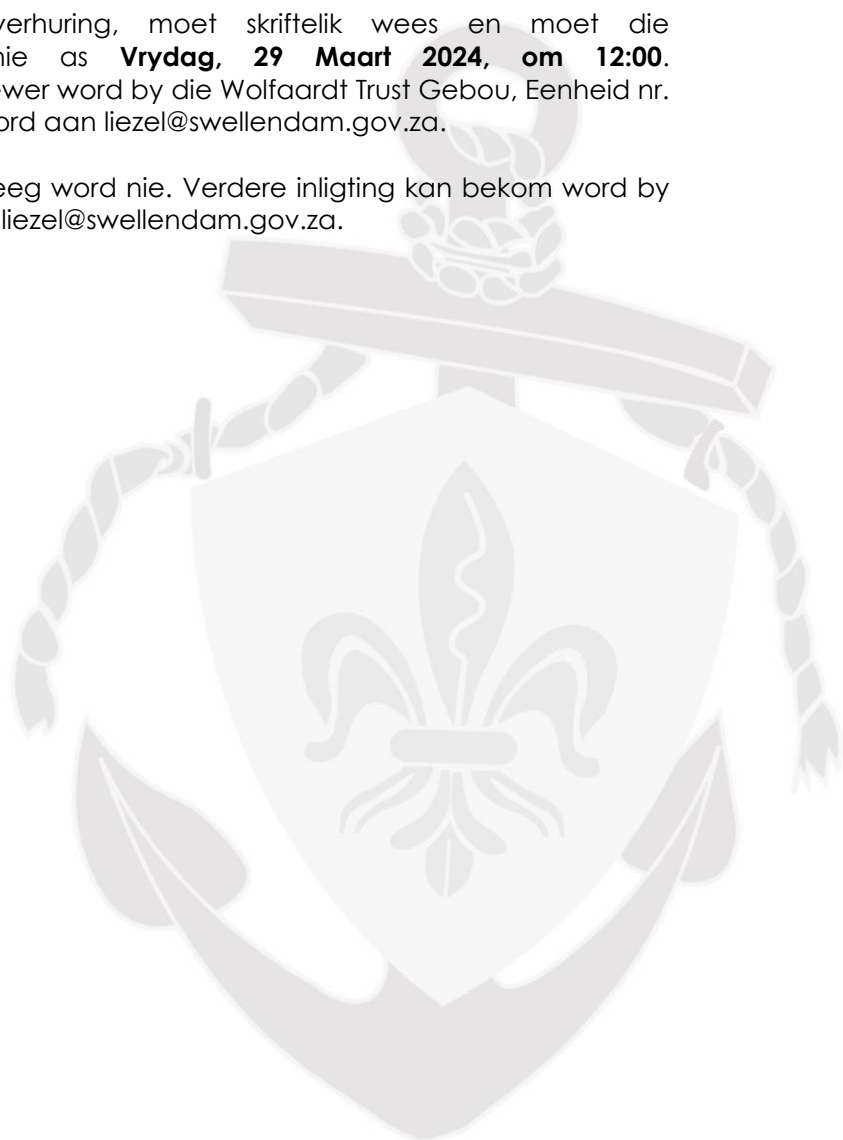 verhuring, moet skriftelik wees en moet die
nie as Vrydag, 29 Maart 2024, om 12:00.
ewer word by die Wolfaardt Trust Gebou, Eenheid nr.
ord aan liezel@swellendam.gov.za.
eeg word nie. Verdere inligting kan bekom word by
liezel@swellendam.gov.za.